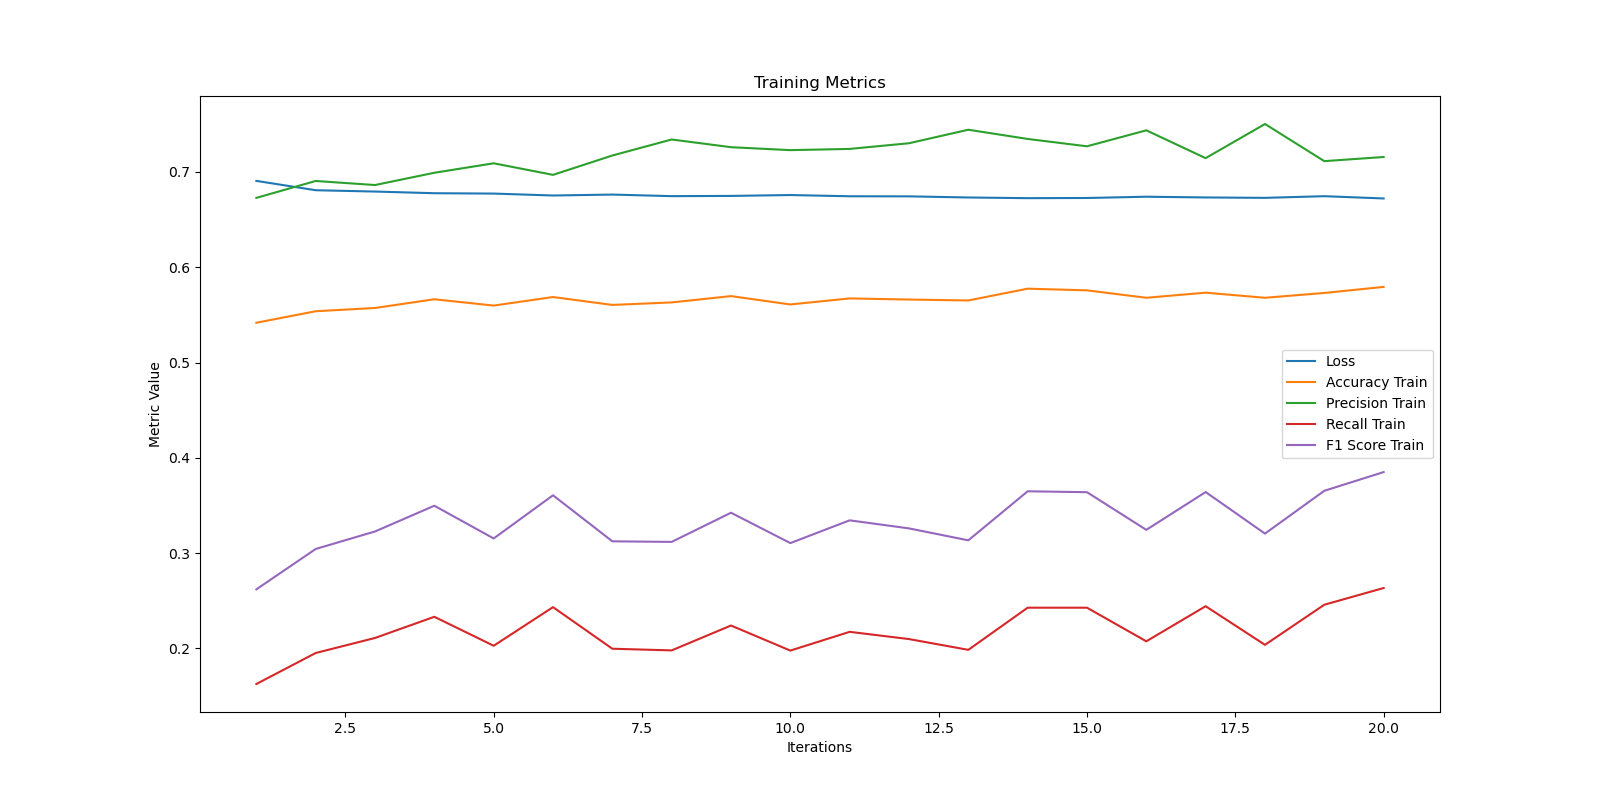 Training Metrics
0.7
0.6
0.5
0.4
0.3
0.2
Metric Value
Loss
Accuracy Train
Precision Train
Recall Train
F1 Score Train
2.5 5.0 7.5 10.0 12.5 15.0 17.5 20.0
Iterations